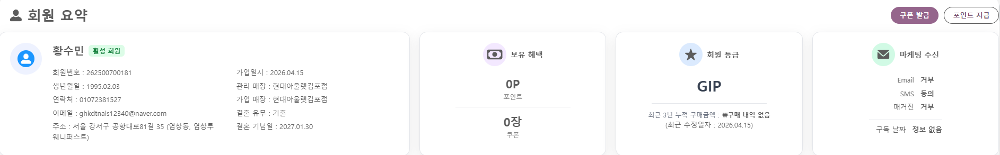 회원 요약
쿠폰 발급
포인트 지급
황수민 활성 회원
회원번호 : 262500700181
생년월일 : 1995.02.03
연락처 : 01072381527
이메일 : ghkdtnals12340@naver.com
주소 : 서울 강서구 공항대로81길 35 (염창동, 염창투
웨니퍼스트)
가입일시 : 2026.04.15
관리 매장 : 현대아울렛김포점
가입 매장 : 현대아울렛김포점
결혼 유무 : 기혼
결혼 기념일 : 2027.01.30
보유 혜택
0P
포인트
0장
쿠폰
회원 등급
GIP
최근 3년 누적 구매금액 : ₩구매 내역 없음
(최근 수정일자 : 2026.04.15)
마케팅 수신
Email 거부
SMS 동의
매거진 거부
구독 날짜 정보 없음